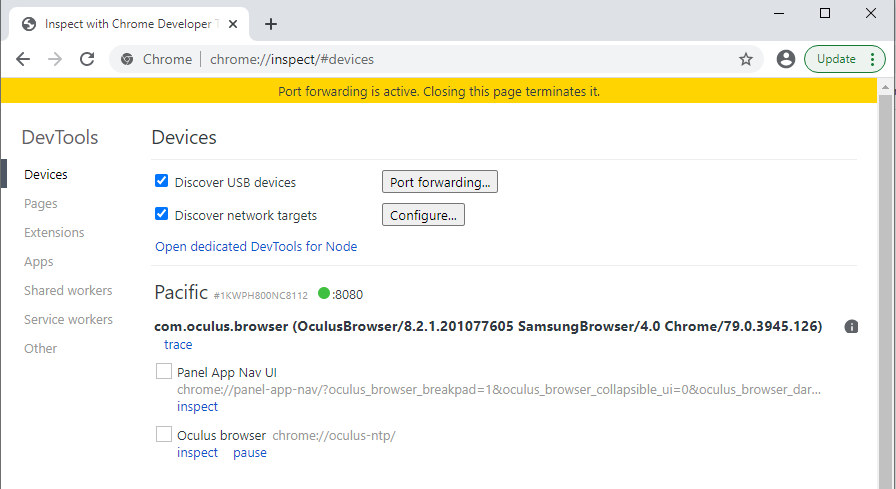 Inspect with Chrome Developer T
Chrome | chrome://inspect/#devices
Update
Port forwarding is active. Closing this page terminates it.
DevTools
Devices
Pages
Extensions
Apps
Shared workers
Service workers
Other
Devices
Discover USB devices
Port forwarding...
Discover network targets
Configure...
Open dedicated DevTools for Node
Pacific #1KWPH800NC8112 :8080
com.oculus.browser (OculusBrowser/8.2.1.201077605 SamsungBrowser/4.0 Chrome/79.0.3945.126)
trace
Panel App Nav UI
chrome://panel-app-nav/?oculus_browser_breakpad=1&oculus_browser_collapsible_ui=0&oculus_browser_dar...
inspect
Oculus browser chrome://oculus-ntp/
inspect pause